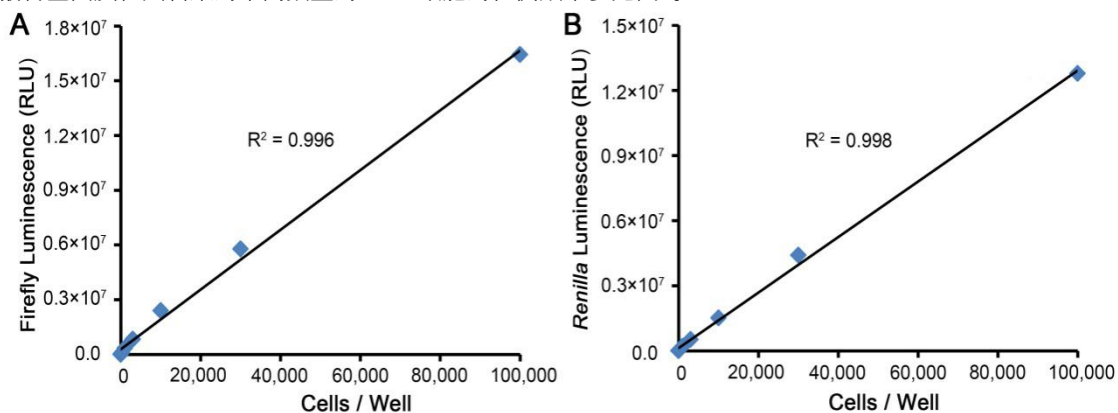 A
Firefly Luminescence (RLU)
1.8×10⁷
1.5×10⁷
1.2×10⁷
0.9×10⁷
0.6×10⁷
0.3×10⁷
0.0
R² = 0.996
0 20,000 40,000 60,000 80,000 100,000
Cells / Well
B
Renilla Luminescence (RLU)
1.5×10⁷
1.2×10⁷
0.9×10⁷
0.6×10⁷
0.3×10⁷
0.0
R² = 0.998
0 20,000 40,000 60,000 80,000 100,000
Cells / Well